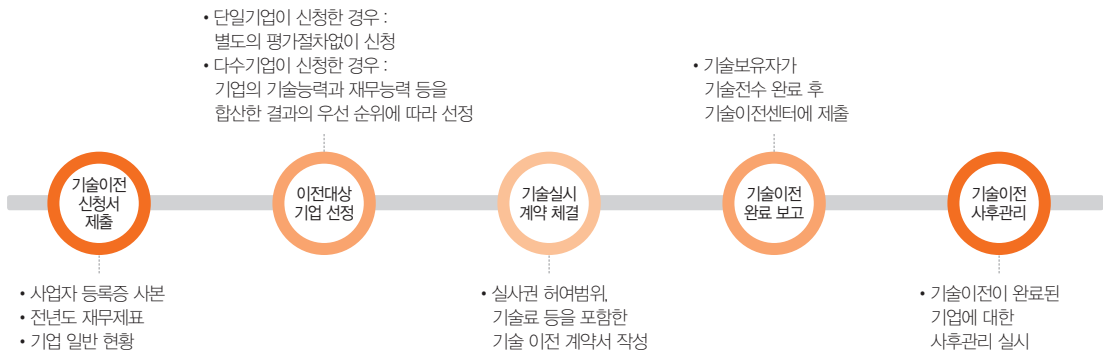 • 단일기업이 신청한 경우 :
별도의 평가절차없이 신청
• 다수기업이 신청한 경우 :
기업의 기술능력과 재무능력 등을
합산한 결과의 우선 순위에 따라 선정
• 기술보유자가
기술전수 완료 후
기술이전센터에 제출
기술이전
신청서
제출
이전대상
기업 선정
기술실시
계약 체결
기술이전
완료 보고
기술이전
사후관리
• 사업자 등록증 사본
• 전년도 재무제표
• 기업 일반 현황
• 실사권 허여범위,
기술료 등을 포함한
기술 이전 계약서 작성
• 기술이전이 완료된
기업에 대한
사후관리 실시